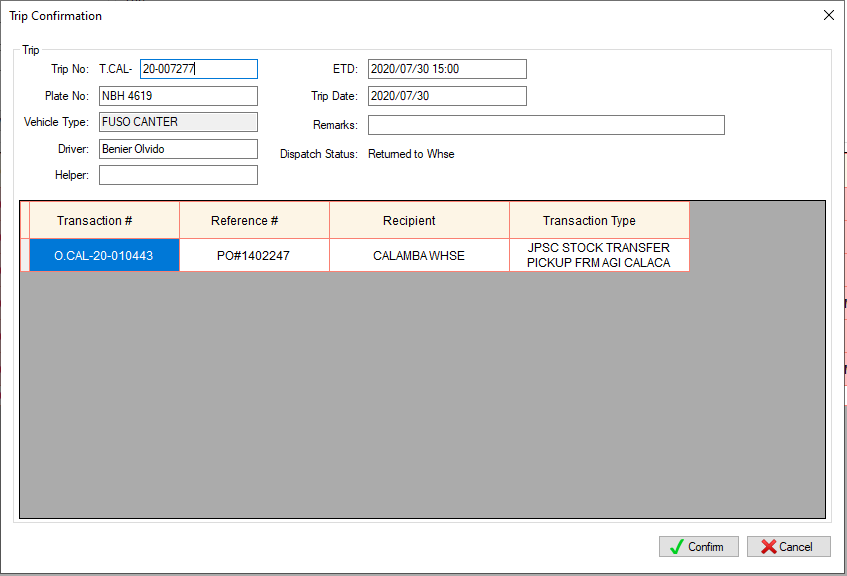 Trip Confirmation
Trip
Trip No: T.CAL- 20-007277 ETD: 2020/07/30 15:00
Plate No: NBH 4619 Trip Date: 2020/07/30
Vehicle Type: FUSO CANTER Remarks:
Driver: Benier Olvido Dispatch Status: Returned to Whse
Helper:
Transaction # Reference # Recipient Transaction Type
O.CAL-20-010443 PO#1402247 CALAMBA WHSE JPSC STOCK TRANSFER
PICKUP FRM AGI CALACA
Confirm Cancel